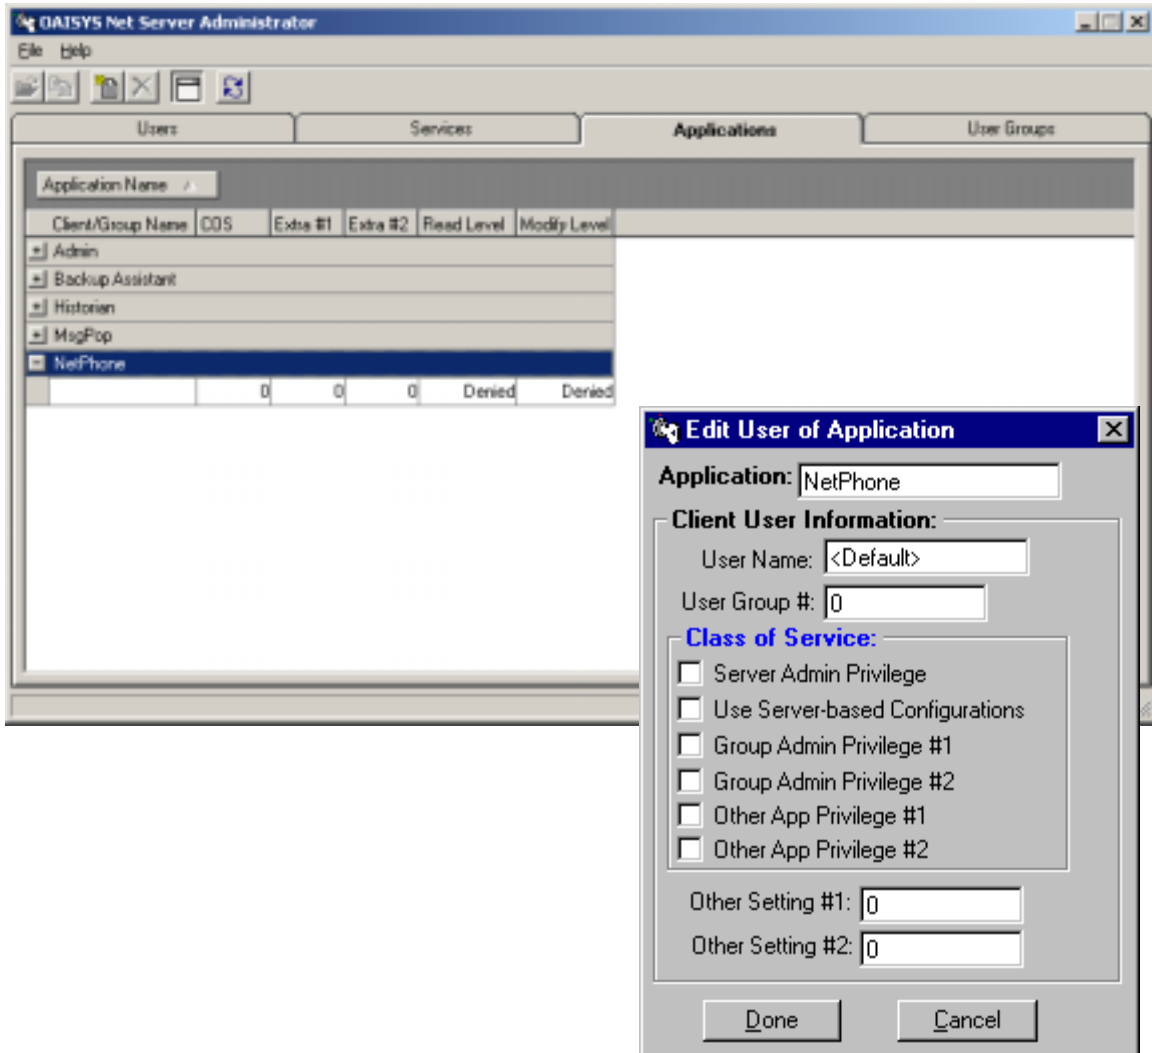 OAISYS Net Server Administrator
File Help
Users Services Applications User Groups
Application Name
Client/Group Name COS Extra #1 Extra #2 Read Level Modify Level
Admin
Backup Assistant
Historian
MsgPop
NetPhone
0 0 0 Denied Denied
Edit User of Application
Application: NetPhone
Client User Information:
User Name: <Default>
User Group #: 0
Class of Service:
Server Admin Privilege
Use Server-based Configurations
Group Admin Privilege #1
Group Admin Privilege #2
Other App Privilege #1
Other App Privilege #2
Other Setting #1: 0
Other Setting #2: 0
Done Cancel